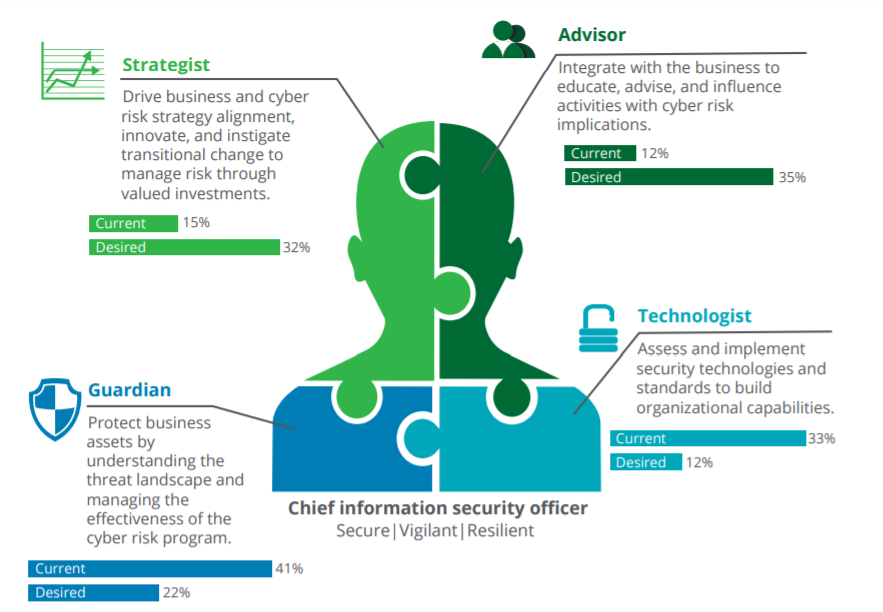 Strategist
Drive business and cyber
risk strategy alignment,
innovate, and instigate
transitional change to
manage risk through
valued investments.
Current 15%
Desired 32%
Advisor
Integrate with the business to
educate, advise, and influence
activities with cyber risk
implications.
Current 12%
Desired 35%
Guardian
Protect business
assets by
understanding the
threat landscape and
managing the
effectiveness of the
cyber risk program.
Current 41%
Desired 22%
Technologist
Assess and implement
security technologies and
standards to build
organizational capabilities.
Current 33%
Desired 12%
Chief information security officer
Secure|Vigilant|Resilient